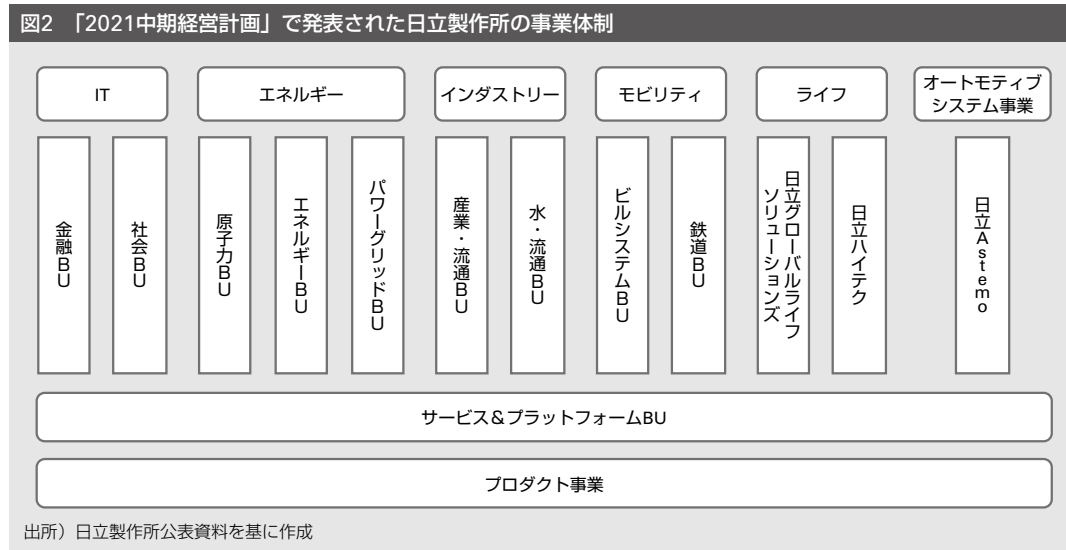 図2 「2021中期経営計画」で発表された日立製作所の事業体制
IT
エネルギー
インダストリー
モビリティ
ライフ
オートモティブ
システム事業
金融BU
社会BU
原子力BU
エネルギーBU
パワーグリッドBU
産業・流通BU
水・流通BU
ビルシステムBU
鉄道BU
日立グローバルライフ
ソリューションズ
日立ハイテク
日立Astemo
サービス&プラットフォームBU
プロダクト事業
出所）日立製作所公表資料を基に作成